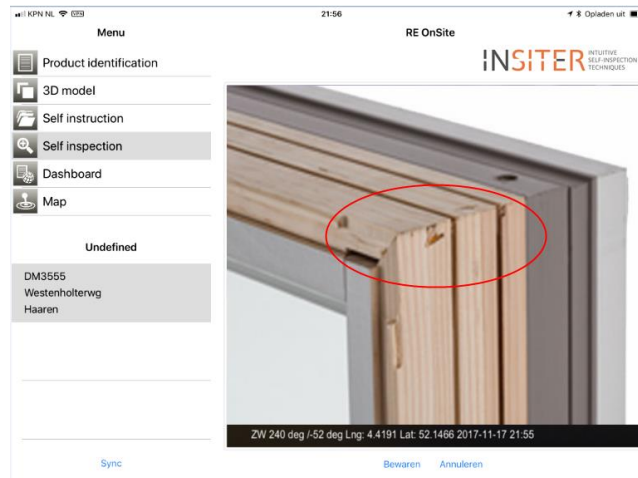 KPN NL VPN
21:56
Opladen uit
Menu
RE OnSite
INSITER
INTUITIVE
SELF-INSPECTION
TECHNIQUES
Product identification
3D model
Self instruction
Self inspection
Dashboard
Map
Undefined
DM3555
Westenholterwg
Haaren
ZW 240 deg /-52 deg Lng: 4.4191 Lat: 52.1466 2017-11-17 21:55
Sync
Bewaren
Annuleren